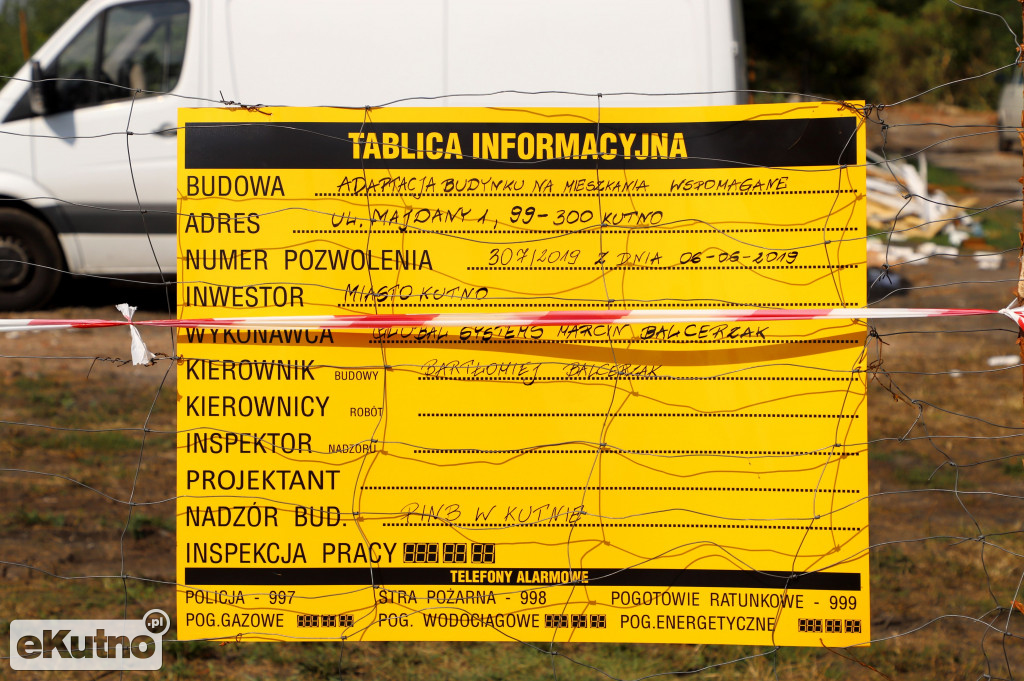 TABLICA INFORMACYJNA
BUDOWA ADAPTACJA BUDYNKU NA MIESZKANIA WSPOMAGANE
ADRES UL. MAJDANY 1, 99-300 KUTNO
NUMER POZWOLENIA 307/2019 Z DNIA 06-06-2019
INWESTOR MIASTO KUTNO
WYKONAWCA GLOBAL SYSTEMS MARCIN BALCERZAK
KIEROWNIK BUDOWY BARTŁOMIEJ BALCERZAK
KIEROWNICY ROBÓT
INSPEKTOR NADZORU
PROJEKTANT
NADZÓR BUD. PINB W KUTNIE
INSPEKCJA PRACY
TELEFONY ALARMOWE
POLICJA - 997 STRA POŻARNA - 998 POGOTOWIE RATUNKOWE - 999
POG.GAZOWE POG. WODOCIĄGOWE POG.ENERGETYCZNE
eKutno.pl